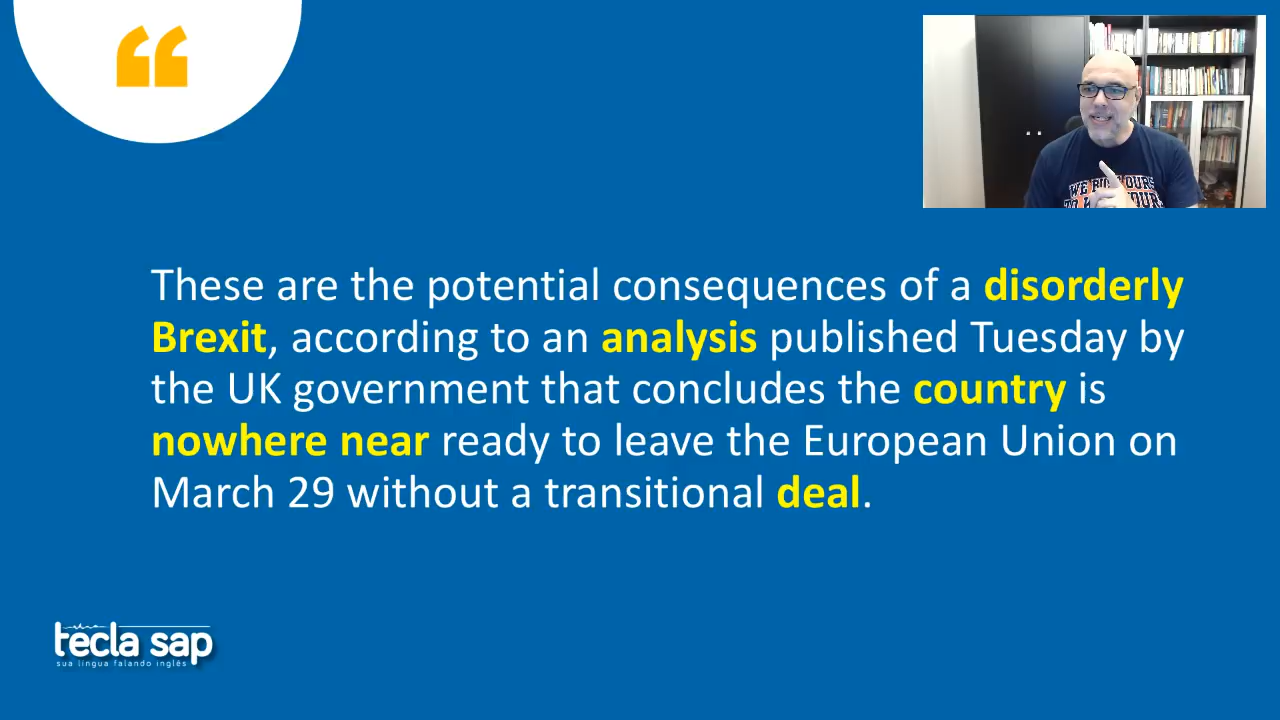 “
These are the potential consequences of a disorderly
Brexit, according to an analysis published Tuesday by
the UK government that concludes the country is
nowhere near ready to leave the European Union on
March 29 without a transitional deal.
tecla sap
sua língua falando inglês
WE
TO